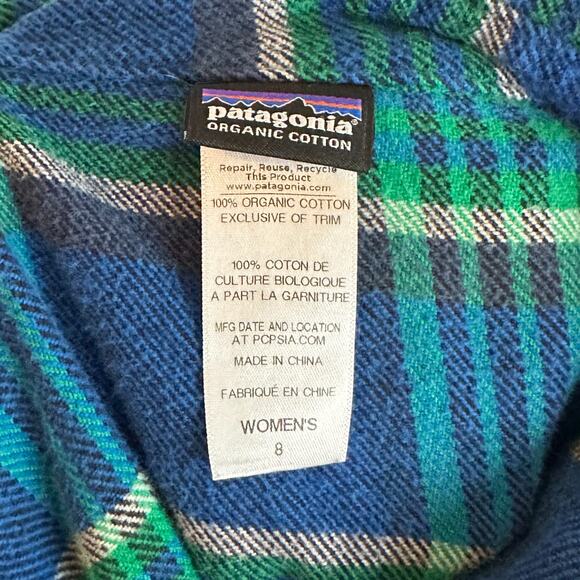 patagonia®
ORGANIC COTTON
Repair, Reuse, Recycle
This Product
www.patagonia.com
100% ORGANIC COTTON
EXCLUSIVE OF TRIM
100% COTON DE
CULTURE BIOLOGIQUE
A PART LA GARNITURE
MFG DATE AND LOCATION
AT PCPSIA.COM
MADE IN CHINA
FABRIQUÉ EN CHINE
WOMEN'S
8